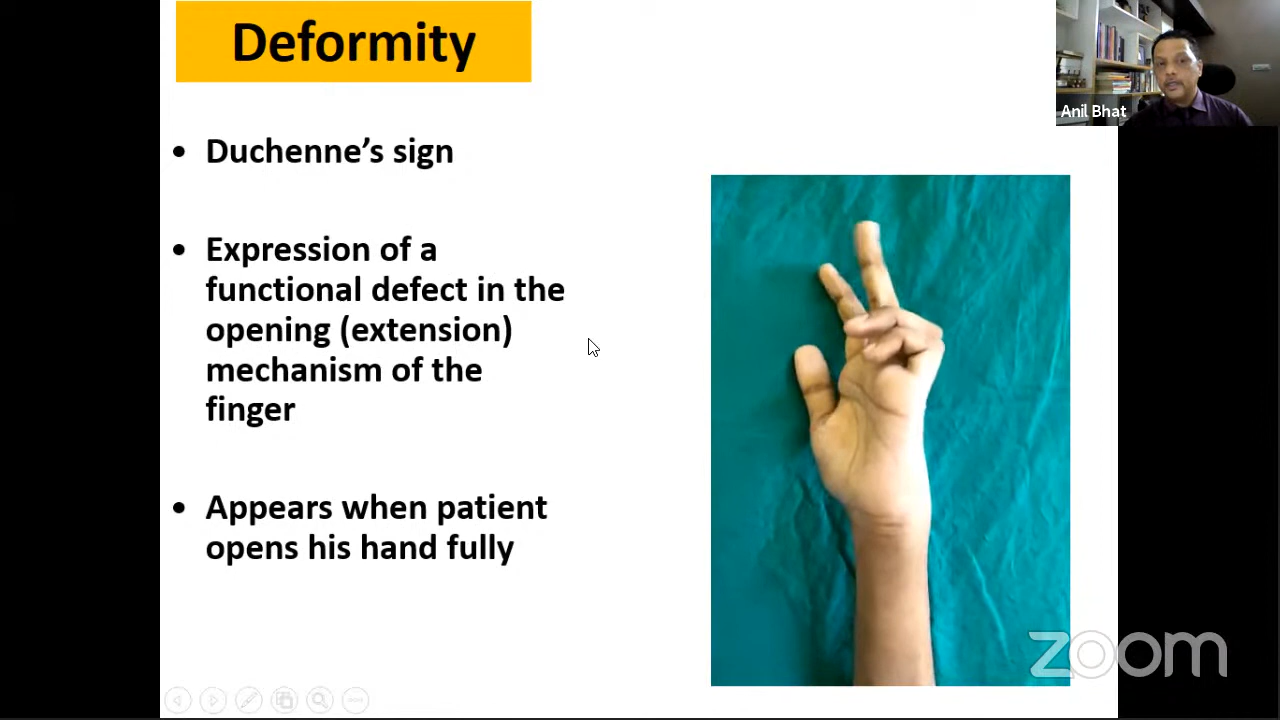 Deformity
Anil Bhat
• Duchenne’s sign
• Expression of a
functional defect in the
opening (extension)
mechanism of the
finger
• Appears when patient
opens his hand fully
zoom